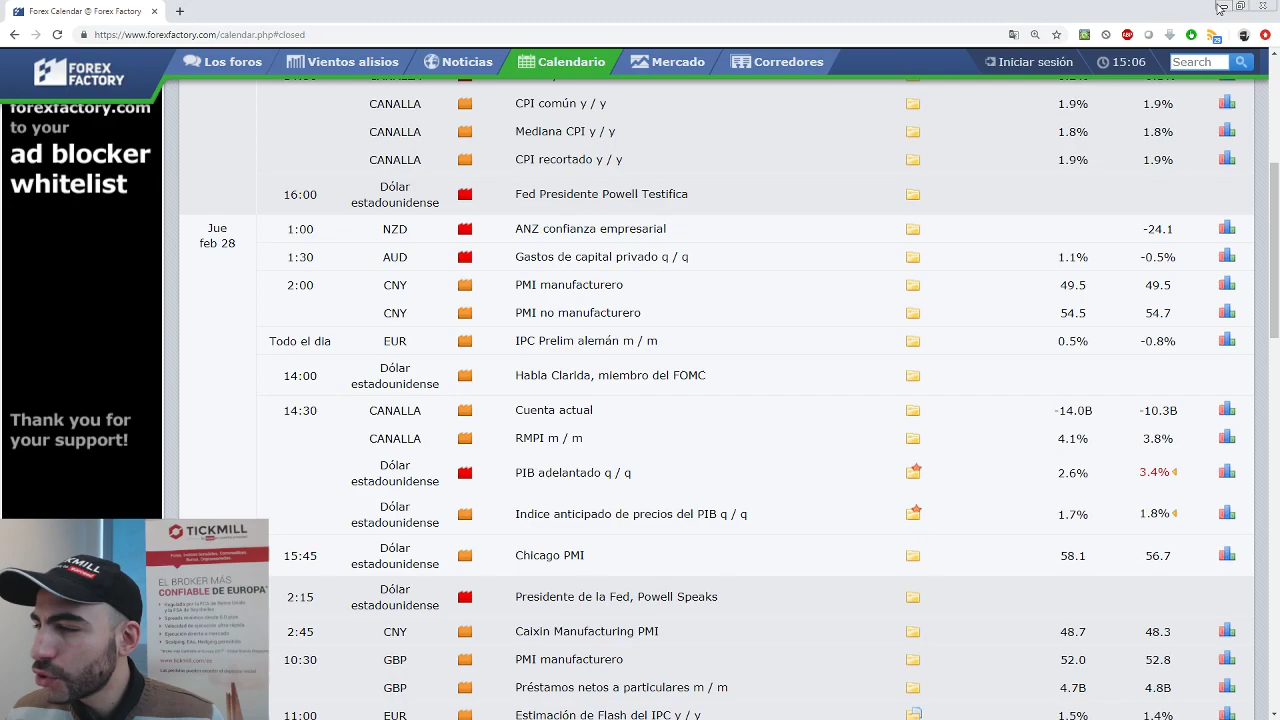 Forex Calendar @ Forex Factory
https://www.forexfactory.com/calendar.php#closed
FOREX FACTORY
Los foros
Vientos alisios
Noticias
Calendario
Mercado
Corredores
Iniciar sesión
15:06
Search
forexfactory.com
to your
ad blocker
whitelist
Thank you for
your support!
CANALLA CPI común y / y 1.9% 1.9%
CANALLA Mediana CPI y / y 1.8% 1.8%
CANALLA CPI recortado y / y 1.9% 1.9%
16:00 Dólar estadounidense Fed Presidente Powell Testifica
Jue feb 28
1:00 NZD ANZ confianza empresarial -24.1
1:30 AUD Gastos de capital privado q / q 1.1% -0.5%
2:00 CNY PMI manufacturero 49.5 49.5
CNY PMI no manufacturero 54.5 54.7
Todo el dia EUR IPC Prelim alemán m / m 0.5% -0.8%
14:00 Dólar estadounidense Habla Clarida, miembro del FOMC
14:30 CANALLA Cuenta actual -14.0B -10.3B
CANALLA RMPI m / m 4.1% 3.8%
Dólar estadounidense PIB adelantado q / q 2.6% 3.4%
Dólar estadounidense Indice anticipado de precios del PIB q / q 1.7% 1.8%
15:45 Dólar estadounidense Chicago PMI 56.7
2:15 Dólar estadounidense Presidente de la Fed, Powell Speaks
CNY Caixin manufacturing PMI 48.3
10:30 GBP PMI manufacturero 52.0 52.8
GBP Préstamos netos a particulares m / m 4.7B 4.8B
11:00 EUR Estimación de Flash del IPC y / y 1.5% 1.4%
TICKMILL
TICKMILL
EL BROKER MÁS
CONFIABLE DE EUROPA*
www.tickmill.com/es